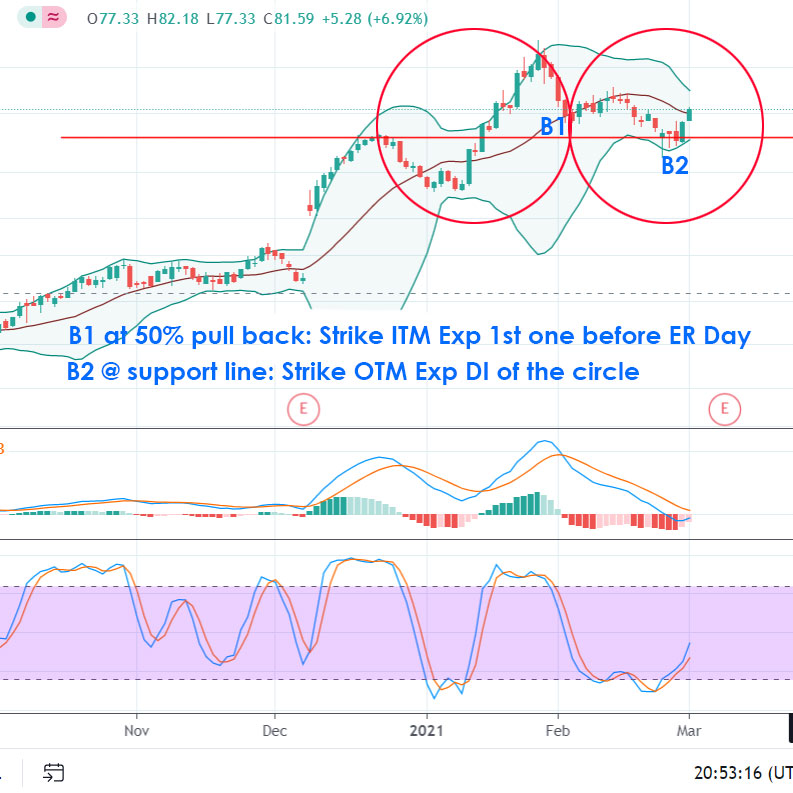 O77.33 H82.18 L77.33 C81.59 +5.28 (+6.92%)
B1
B2
B1 at 50% pull back: Strike ITM Exp 1st one before ER Day
B2 @ support line: Strike OTM Exp DI of the circle
E E
3
Nov Dec 2021 Feb Mar
20:53:16 (UT